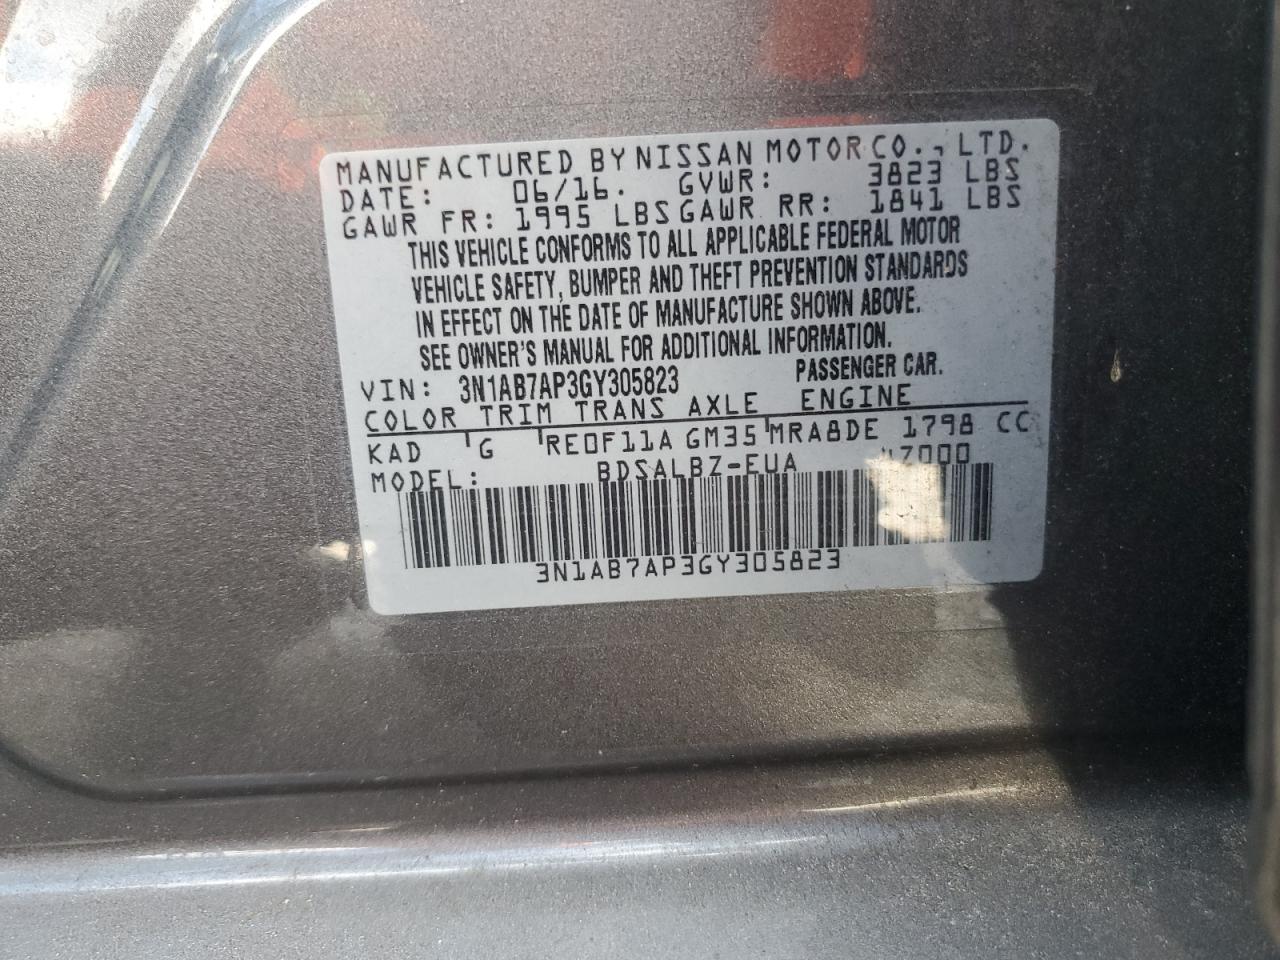 MANUFACTURED BY NISSAN MOTOR CO., LTD.
DATE: 06/16. GVWR: 3823 LBS
GAWR FR: 1995 LBS GAWR RR: 1841 LBS
THIS VEHICLE CONFORMS TO ALL APPLICABLE FEDERAL MOTOR
VEHICLE SAFETY, BUMPER AND THEFT PREVENTION STANDARDS
IN EFFECT ON THE DATE OF MANUFACTURE SHOWN ABOVE.
SEE OWNER'S MANUAL FOR ADDITIONAL INFORMATION.
VIN: 3N1AB7AP3GY305823 PASSENGER CAR.
COLOR TRIM TRANS AXLE ENGINE
KAD G RE0F11A GM35 MRA8DE 1798 CC
MODEL: BDSALBZ-EUA
3N1AB7AP3GY305823